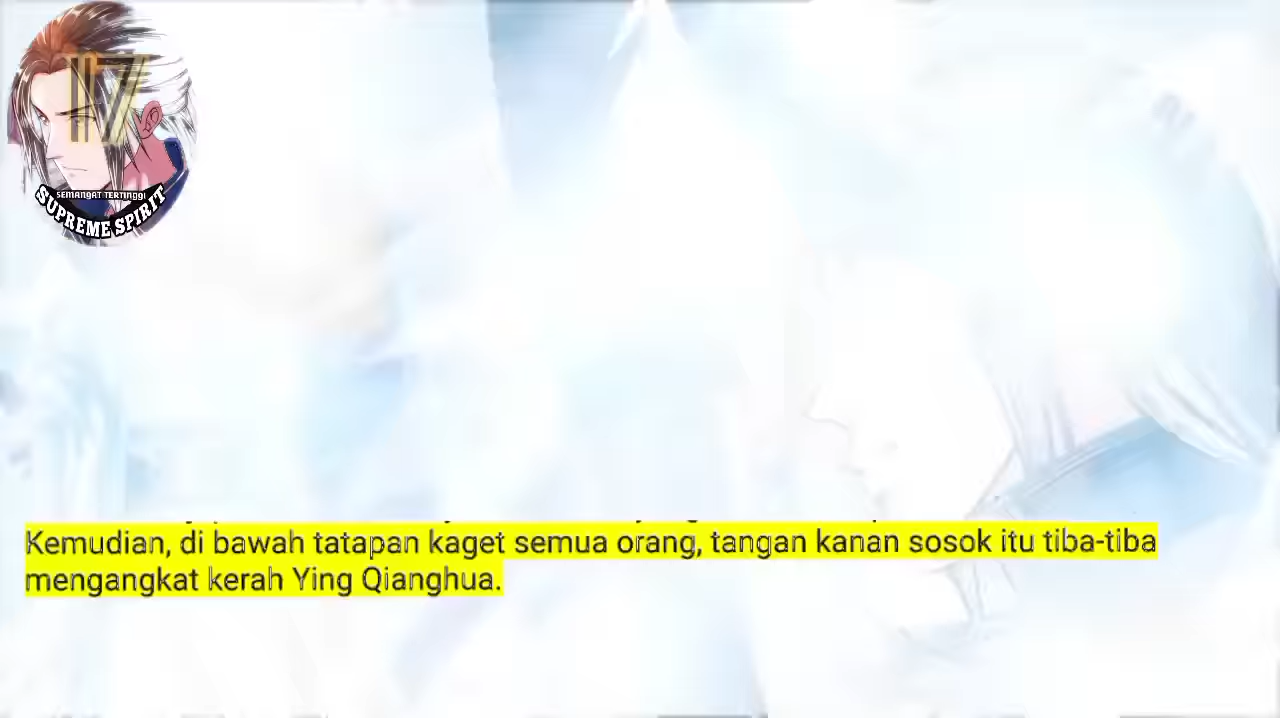 17
SEMANGAT TERTINGGI
SUPREME SPIRIT
Kemudian, di bawah tatapan kaget semua orang, tangan kanan sosok itu tiba-tiba
mengangkat kerah Ying Qianghua.